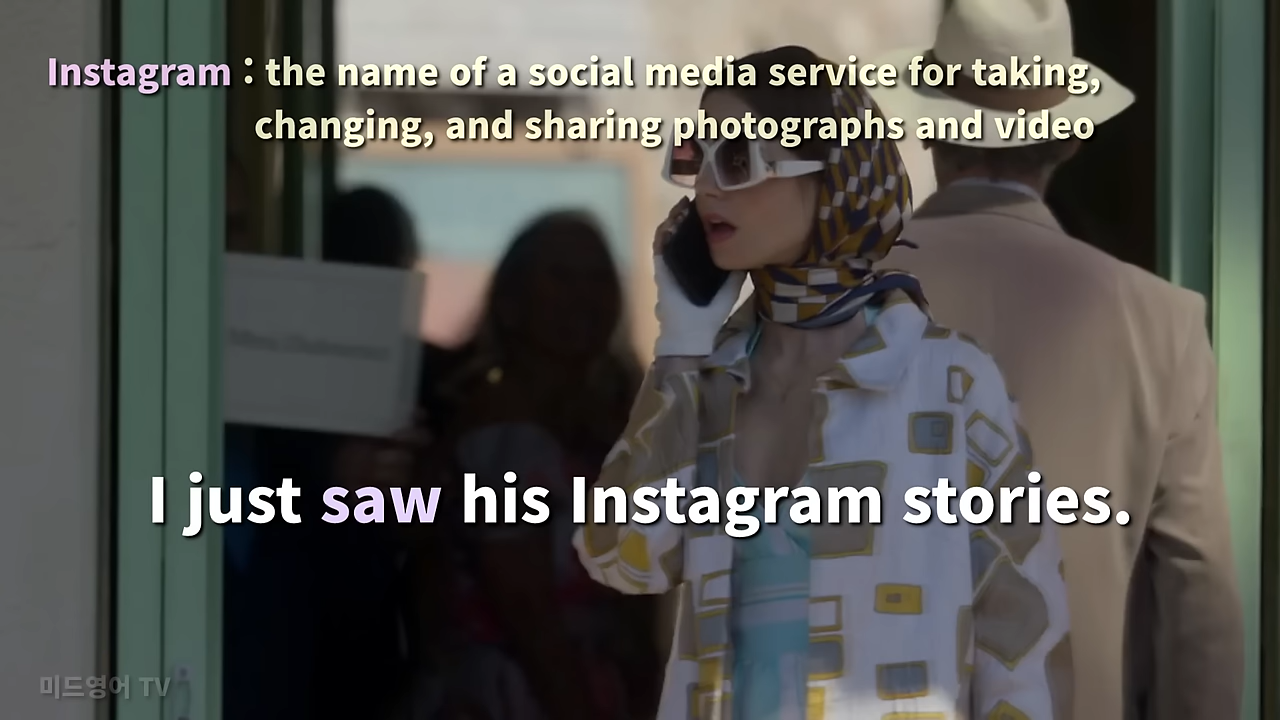 Instagram : the name of a social media service for taking,
changing, and sharing photographs and video
I just saw his Instagram stories.
미드영어 TV